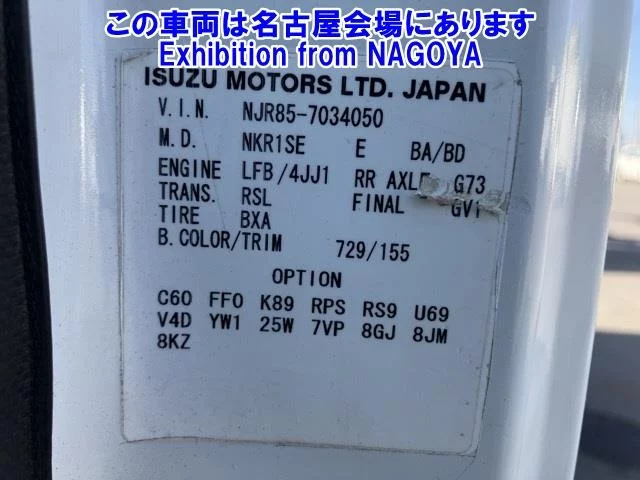 この車両は名古屋会場にあります
Exhibition from NAGOYA
ISUZU MOTORS LTD. JAPAN
V.I.N. NJR85-7034050
M.D. NKR1SE E BA/BD
ENGINE LFB/4JJ1 RR AXLE G73
TRANS. RSL FINAL GV1
TIRE BXA
B.COLOR/TRIM 729/155
OPTION
C60 FF0 K89 RPS RS9 U69
V4D YW1 25W 7VP 8GJ 8JM
8KZ